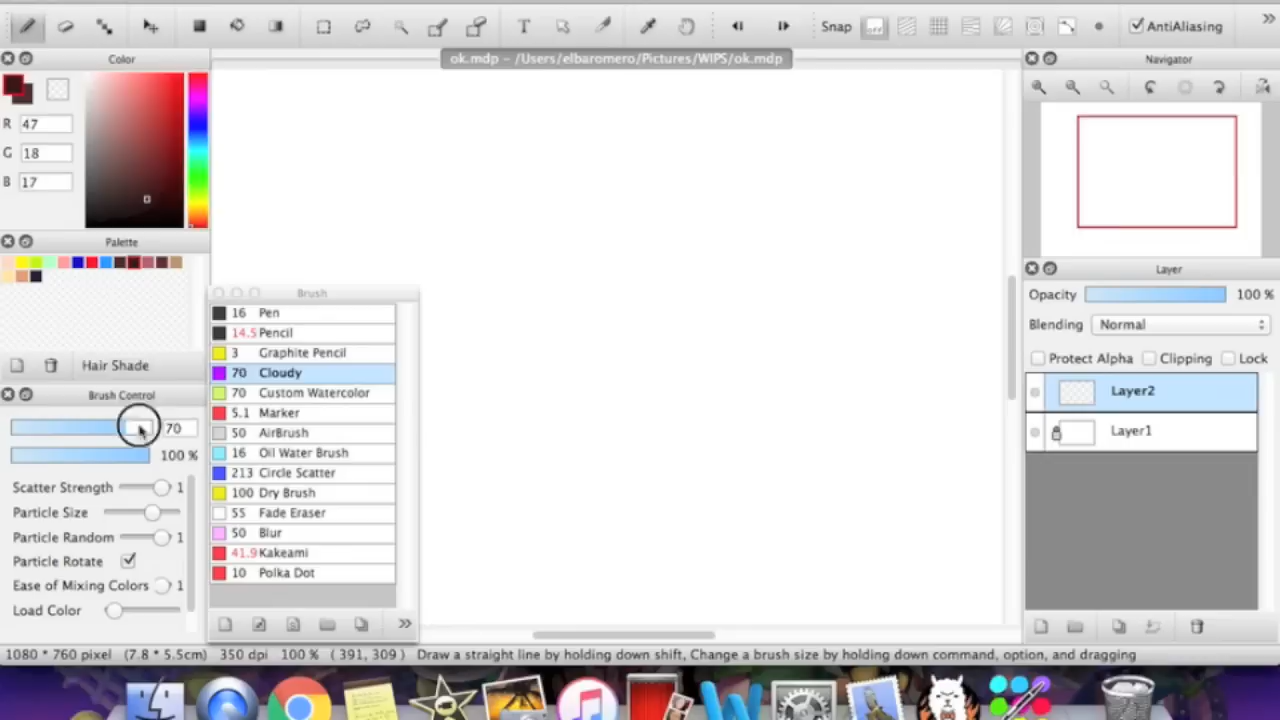 Snap off AntiAliasing »
Color
ok.mdp – /Users/elbaromero/Pictures/WIPS/ok.mdp
Navigator
R 47
G 18
B 17
Palette
Hair Shade
Brush Control
70
100 %
Scatter Strength 1
Particle Size
Particle Random 1
Particle Rotate
Ease of Mixing Colors 1
Load Color
Brush
16 Pen
14.5 Pencil
3 Graphite Pencil
70 Cloudy
70 Custom Watercolor
5.1 Marker
50 AirBrush
16 Oil Water Brush
213 Circle Scatter
100 Dry Brush
55 Fade Eraser
50 Blur
41.9 Kakeami
10 Polka Dot
»
Layer
Opacity 100 %
Blending Normal
Protect Alpha Clipping Lock
Layer2
Layer1
1080 * 760 pixel (7.8 * 5.5cm) 350 dpi 100 % ( 391, 309 ) Draw a straight line by holding down shift, Change a brush size by holding down command, option, and dragging